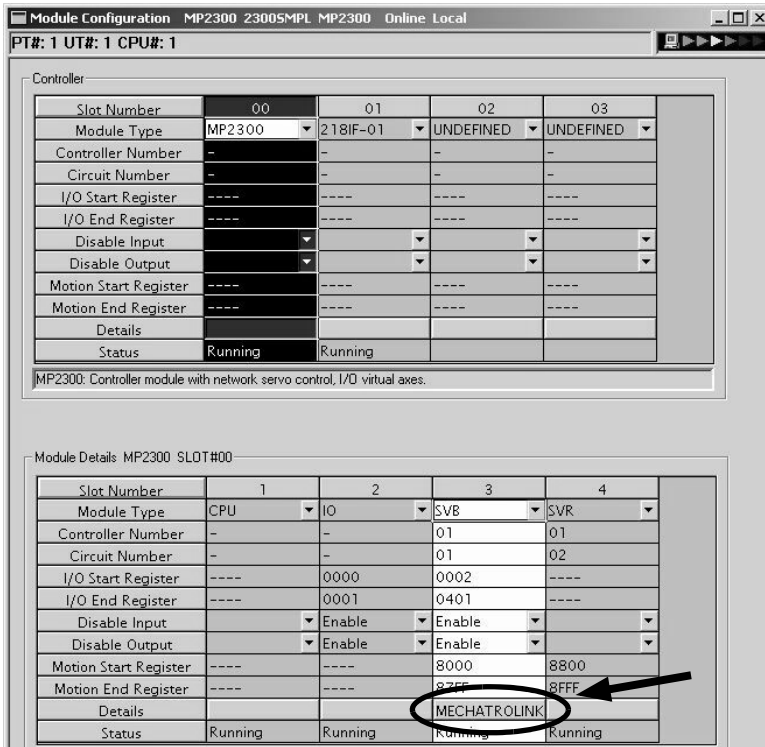 Module Configuration MP2300 2300SMPL MP2300 Online Local
PT#: 1 UT#: 1 CPU#: 1
Controller
Slot Number 00 01 02 03
Module Type MP2300 218IF-01 UNDEFINED UNDEFINED
Controller Number - - - -
Circuit Number - - - -
I/O Start Register ---- ---- ---- ----
I/O End Register ---- ---- ---- ----
Disable Input
Disable Output
Motion Start Register ---- ---- ---- ----
Motion End Register ---- ---- ---- ----
Details
Status Running Running
MP2300: Controller module with network servo control, I/O virtual axes.
Module Details MP2300 SLOT#00
Slot Number 1 2 3 4
Module Type CPU IO SVB SVR
Controller Number - - 01 01
Circuit Number - - 01 02
I/O Start Register ---- 0000 0002 ----
I/O End Register ---- 0001 0401 ----
Disable Input Enable Enable
Disable Output Enable Enable
Motion Start Register ---- ---- 8000 8800
Motion End Register ---- ---- 87FF 8FFF
Details MECHATROLINK
Status Running Running Running Running